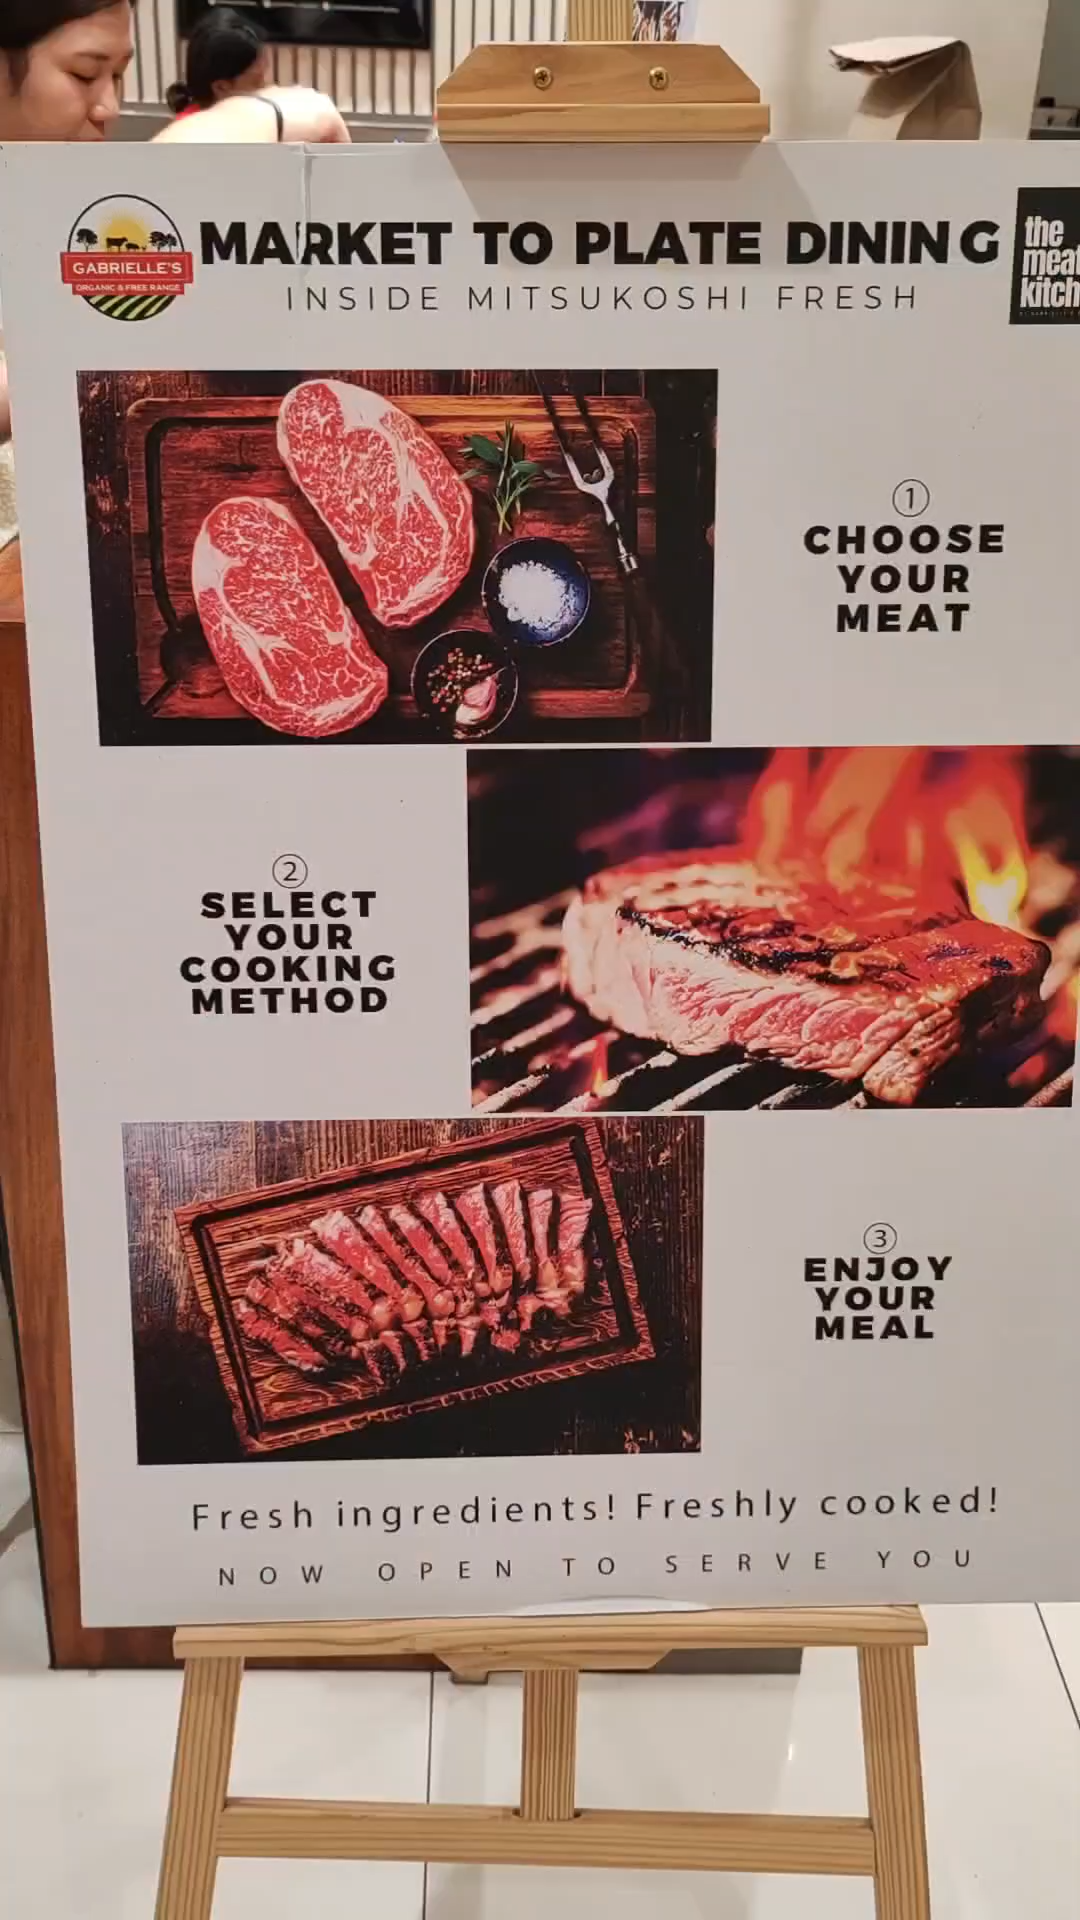 GABRIELLE'S
ORGANIC & FREE RANGE
MARKET TO PLATE DINING
INSIDE MITSUKOSHI FRESH
the
meat
kitch
1
CHOOSE
YOUR
MEAT
2
SELECT
YOUR
COOKING
METHOD
3
ENJOY
YOUR
MEAL
Fresh ingredients! Freshly cooked!
NOW OPEN TO SERVE YOU